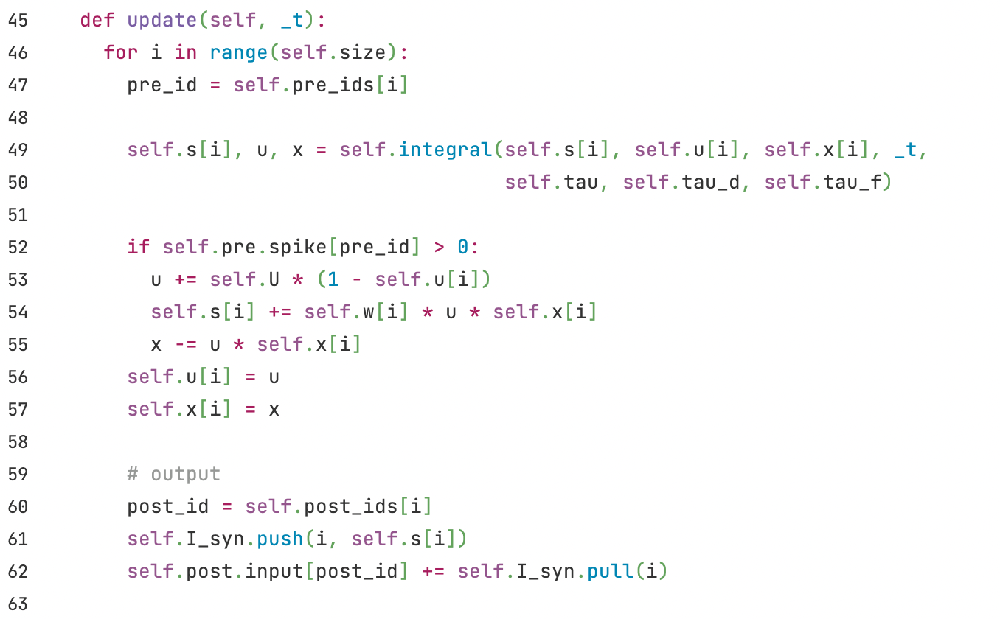 45    def update(self, _t):
46      for i in range(self.size):
47        pre_id = self.pre_ids[i]
48
49        self.s[i], u, x = self.integral(self.s[i], self.u[i], self.x[i], _t,
50                                        self.tau, self.tau_d, self.tau_f)
51
52        if self.pre.spike[pre_id] > 0:
53          u += self.U * (1 - self.u[i])
54          self.s[i] += self.w[i] * u * self.x[i]
55          x -= u * self.x[i]
56        self.u[i] = u
57        self.x[i] = x
58
59        # output
60        post_id = self.post_ids[i]
61        self.I_syn.push(i, self.s[i])
62        self.post.input[post_id] += self.I_syn.pull(i)
63